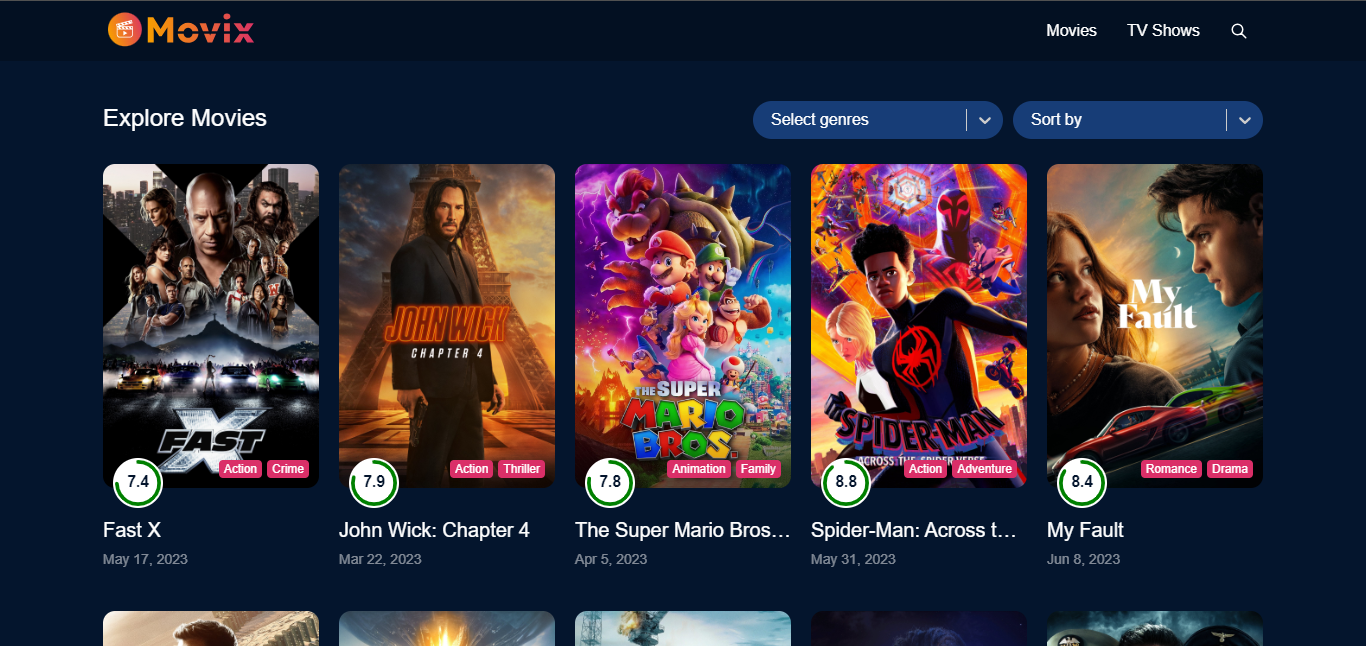 Movix
Movies
TV Shows
Explore Movies
Select genres
Sort by
FAST X
7.4
Action
Crime
Fast X
May 17, 2023
JOHN WICK
CHAPTER 4
7.9
Action
Thriller
John Wick: Chapter 4
Mar 22, 2023
THE SUPER
MARIO
BROS.
7.8
Animation
Family
The Super Mario Bros...
Apr 5, 2023
SPIDER-MAN
ACROSS THE SPIDER-VERSE
8.8
Action
Adventure
Spider-Man: Across t...
May 31, 2023
My
Fault
8.4
Romance
Drama
My Fault
Jun 8, 2023